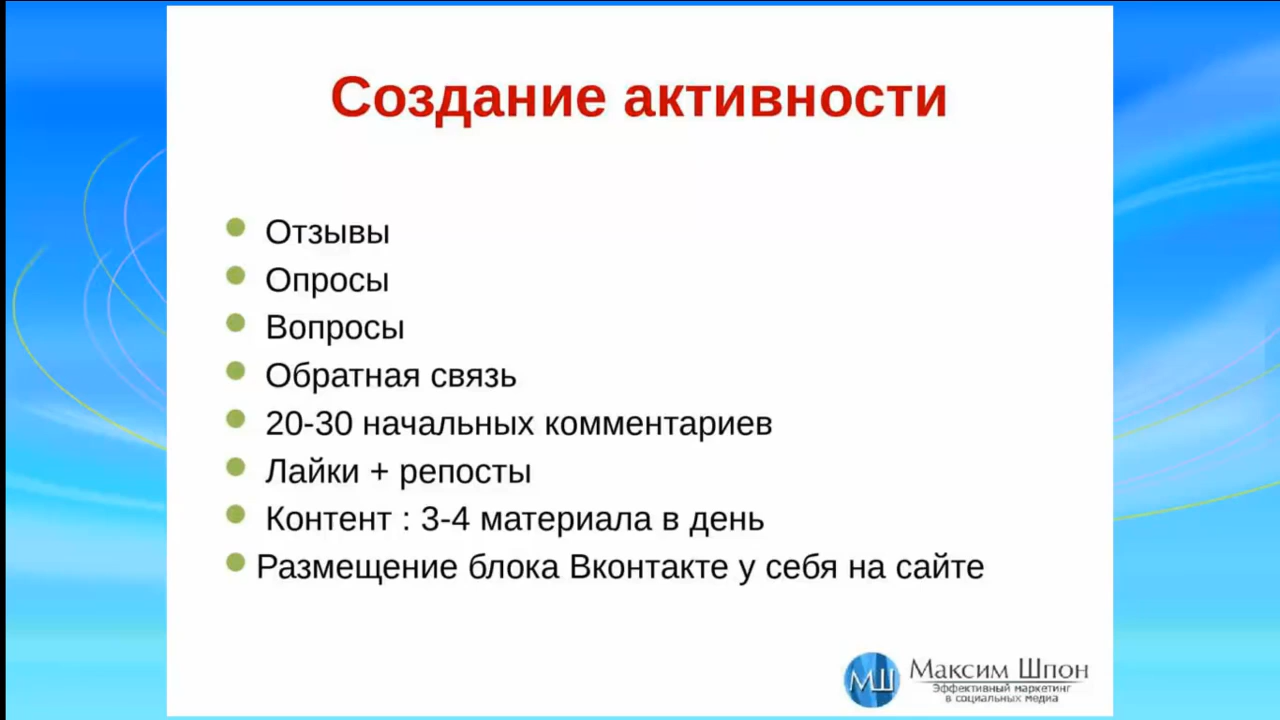 Создание активности
Отзывы
Опросы
Вопросы
Обратная связь
20-30 начальных комментариев
Лайки + репосты
Контент : 3-4 материала в день
Размещение блока Вконтакте у себя на сайте
МШ Максим Шпон
Эффективный маркетинг
в социальных медиа